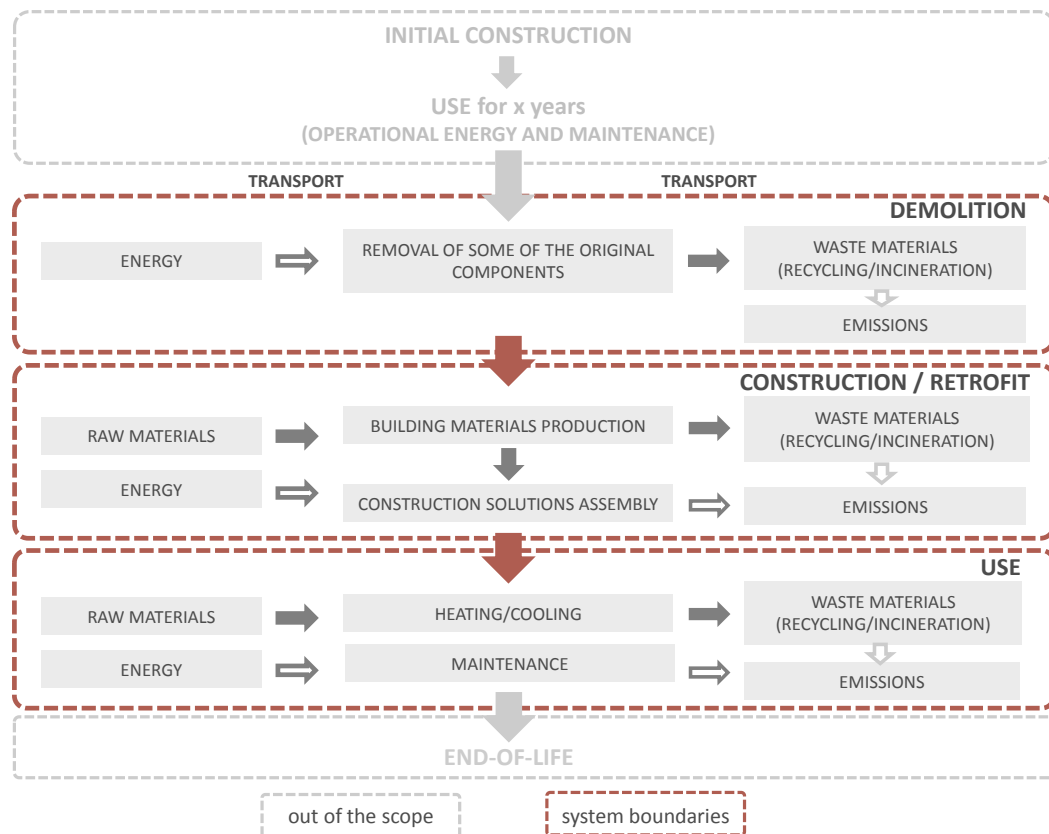 INITIAL CONSTRUCTION
USE for x years
(OPERATIONAL ENERGY AND MAINTENANCE)
TRANSPORT
TRANSPORT
DEMOLITION
ENERGY
REMOVAL OF SOME OF THE ORIGINAL
COMPONENTS
WASTE MATERIALS
(RECYCLING/INCINERATION)
EMISSIONS
CONSTRUCTION / RETROFIT
RAW MATERIALS
BUILDING MATERIALS PRODUCTION
WASTE MATERIALS
(RECYCLING/INCINERATION)
ENERGY
CONSTRUCTION SOLUTIONS ASSEMBLY
EMISSIONS
USE
RAW MATERIALS
HEATING/COOLING
WASTE MATERIALS
(RECYCLING/INCINERATION)
ENERGY
MAINTENANCE
EMISSIONS
END-OF-LIFE
out of the scope
system boundaries